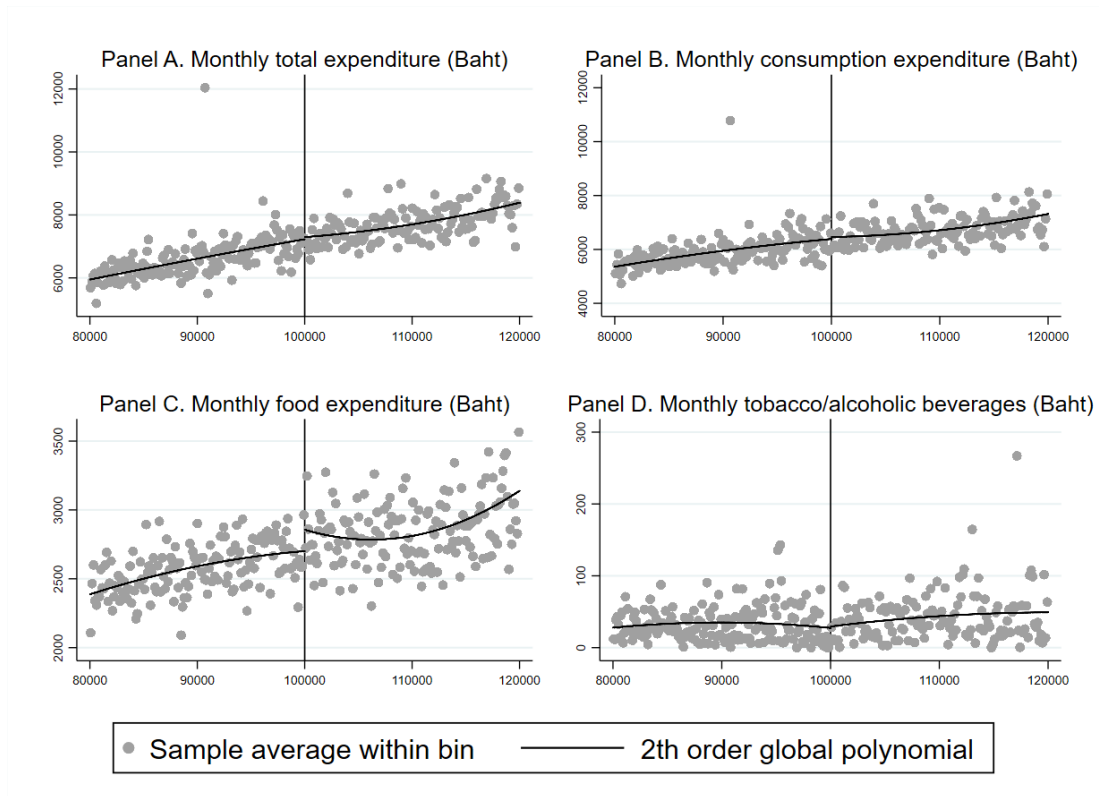 Panel A. Monthly total expenditure (Baht)
12000
10000
8000
6000
80000 90000 100000 110000 120000
Panel B. Monthly consumption expenditure (Baht)
12000
10000
8000
6000
4000
80000 90000 100000 110000 120000
Panel C. Monthly food expenditure (Baht)
3500
3000
2500
2000
80000 90000 100000 110000 120000
Panel D. Monthly tobacco/alcoholic beverages (Baht)
300
200
100
0
80000 90000 100000 110000 120000
Sample average within bin 2th order global polynomial